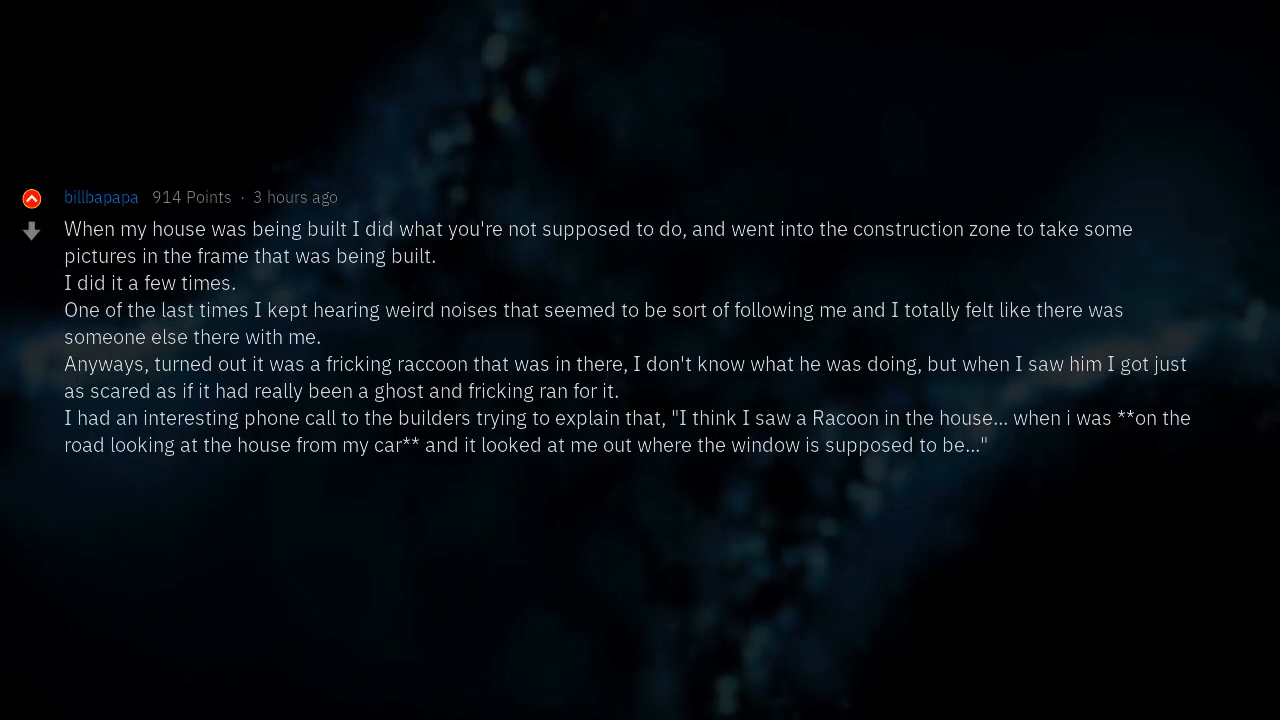 billbapapa 914 Points · 3 hours ago
When my house was being built I did what you're not supposed to do, and went into the construction zone to take some
pictures in the frame that was being built.
I did it a few times.
One of the last times I kept hearing weird noises that seemed to be sort of following me and I totally felt like there was
someone else there with me.
Anyways, turned out it was a fricking raccoon that was in there, I don't know what he was doing, but when I saw him I got just
as scared as if it had really been a ghost and fricking ran for it.
I had an interesting phone call to the builders trying to explain that, "I think I saw a Racoon in the house... when i was **on the
road looking at the house from my car** and it looked at me out where the window is supposed to be..."